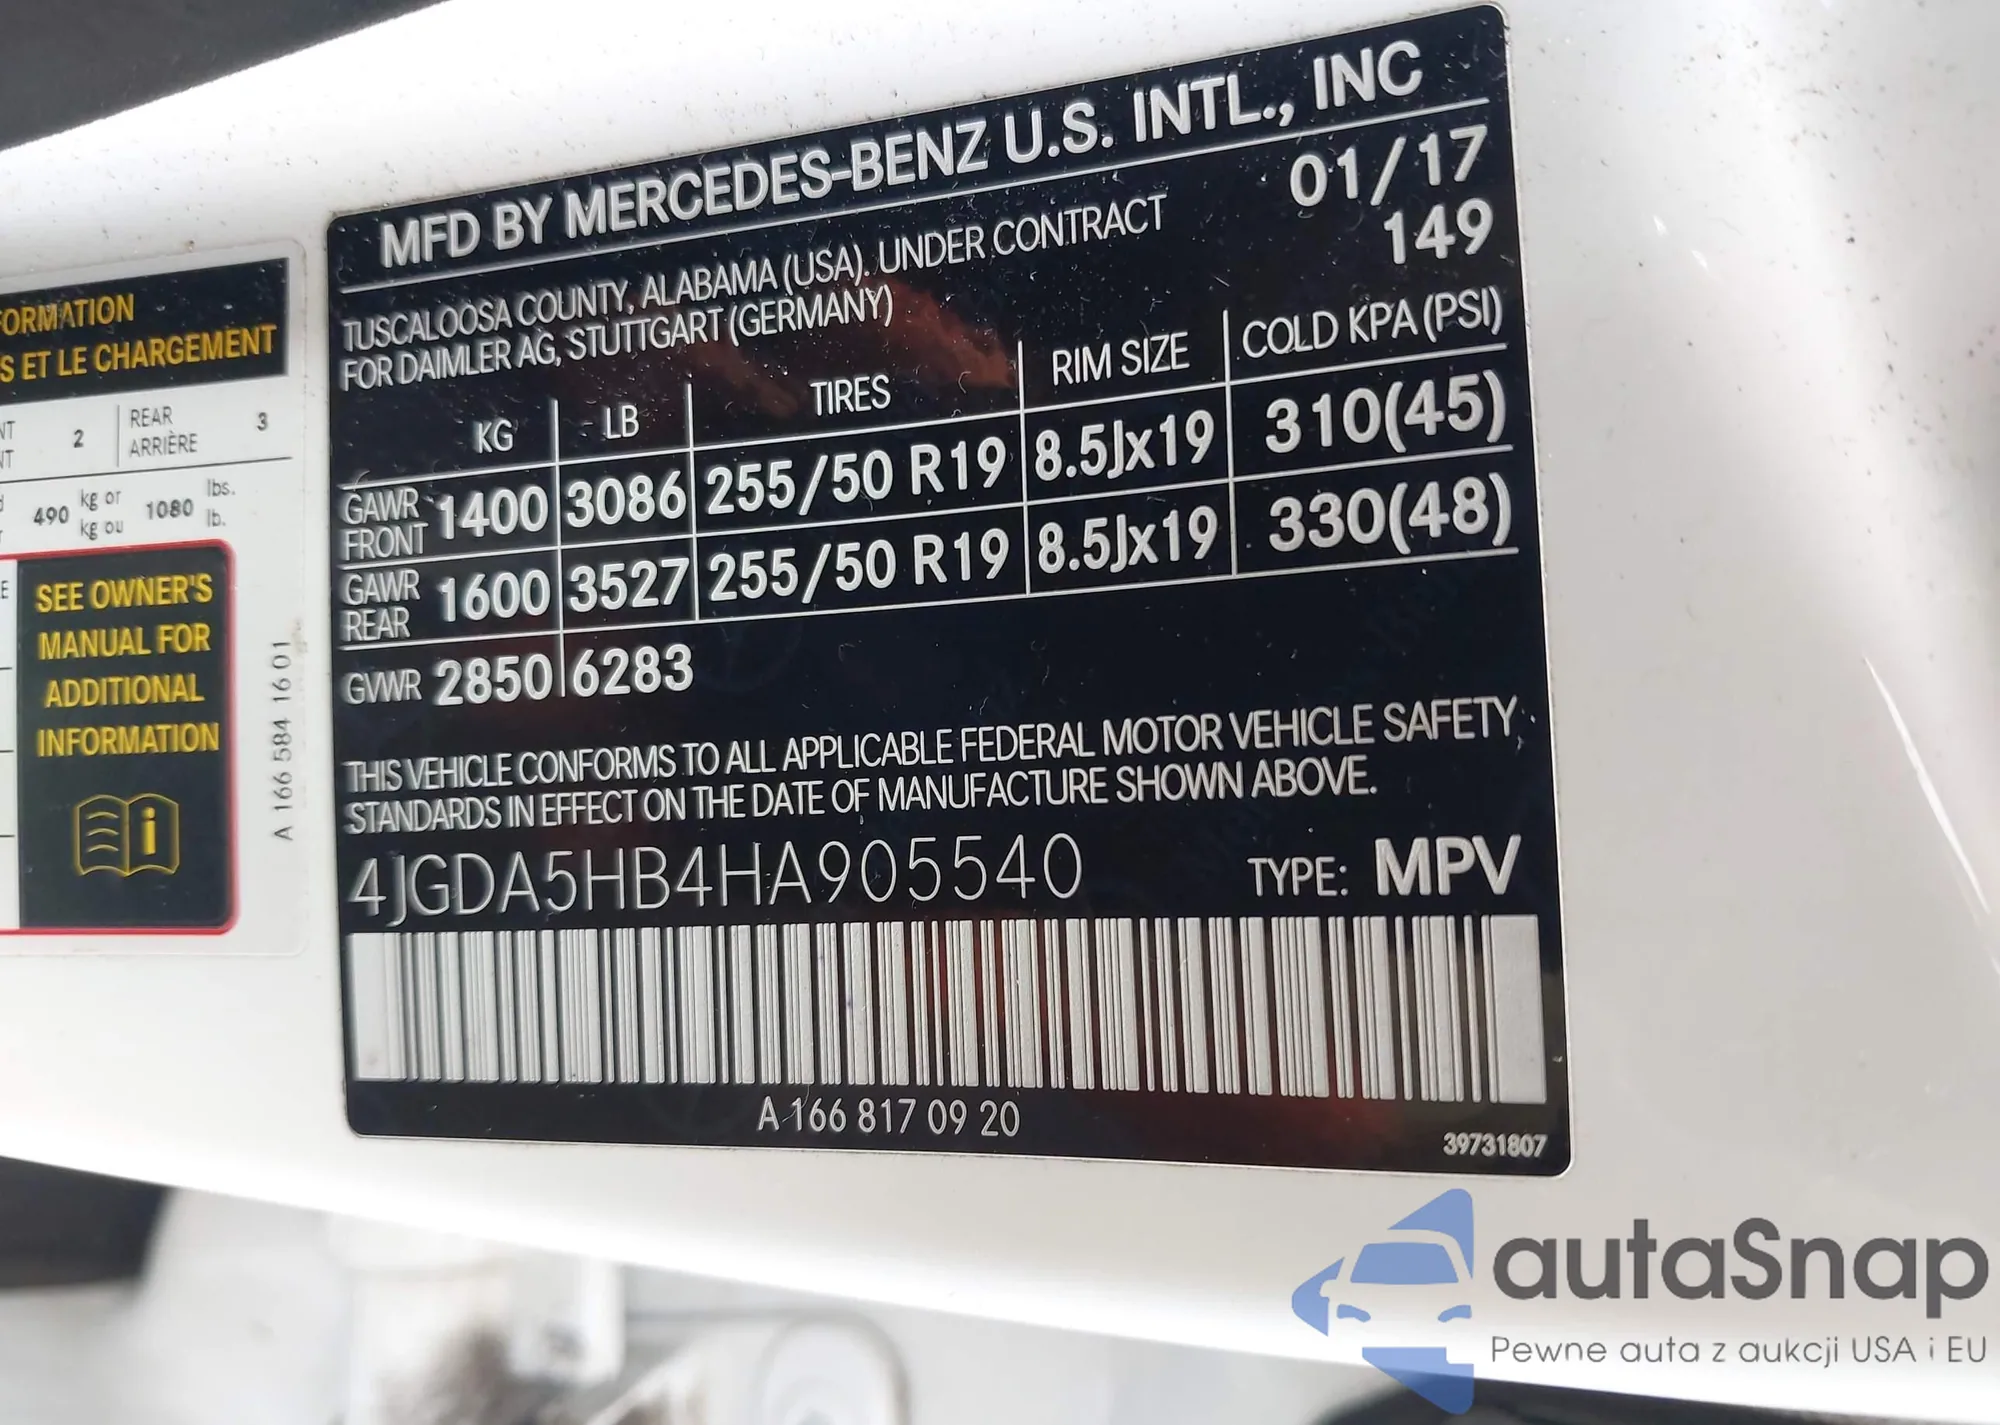 MFD BY MERCEDES-BENZ U.S. INTL., INC
01/17
149
TUSCALOOSA COUNTY, ALABAMA (USA). UNDER CONTRACT
FOR DAIMLER AG, STUTTGART (GERMANY)
KG LB TIRES RIM SIZE COLD KPA (PSI)
GAWR FRONT 1400 3086 255/50 R19 8.5Jx19 310(45)
GAWR REAR 1600 3527 255/50 R19 8.5Jx19 330(48)
GVWR 2850 6283
THIS VEHICLE CONFORMS TO ALL APPLICABLE FEDERAL MOTOR VEHICLE SAFETY
STANDARDS IN EFFECT ON THE DATE OF MANUFACTURE SHOWN ABOVE.
4JGDA5HB4HA905540 TYPE: MPV
A 166 817 09 20
39731807
ORMATION
S ET LE CHARGEMENT
2 REAR 3
ARRIÈRE
490 kg or 1080 lbs.
kg ou lb.
SEE OWNER'S
MANUAL FOR
ADDITIONAL
INFORMATION
A 166 584 16 01
autaSnap
Pewne auta z aukcji USA i EU